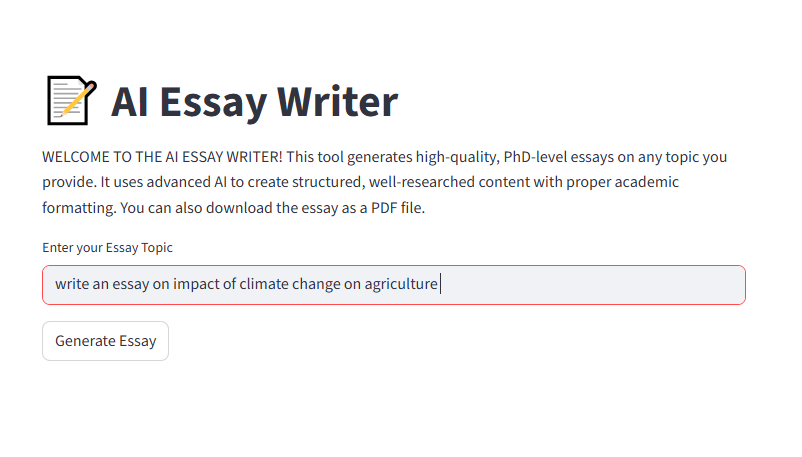 AI Essay Writer
WELCOME TO THE AI ESSAY WRITER! This tool generates high-quality, PhD-level essays on any topic you
provide. It uses advanced AI to create structured, well-researched content with proper academic
formatting. You can also download the essay as a PDF file.
Enter your Essay Topic
write an essay on impact of climate change on agriculture
Generate Essay